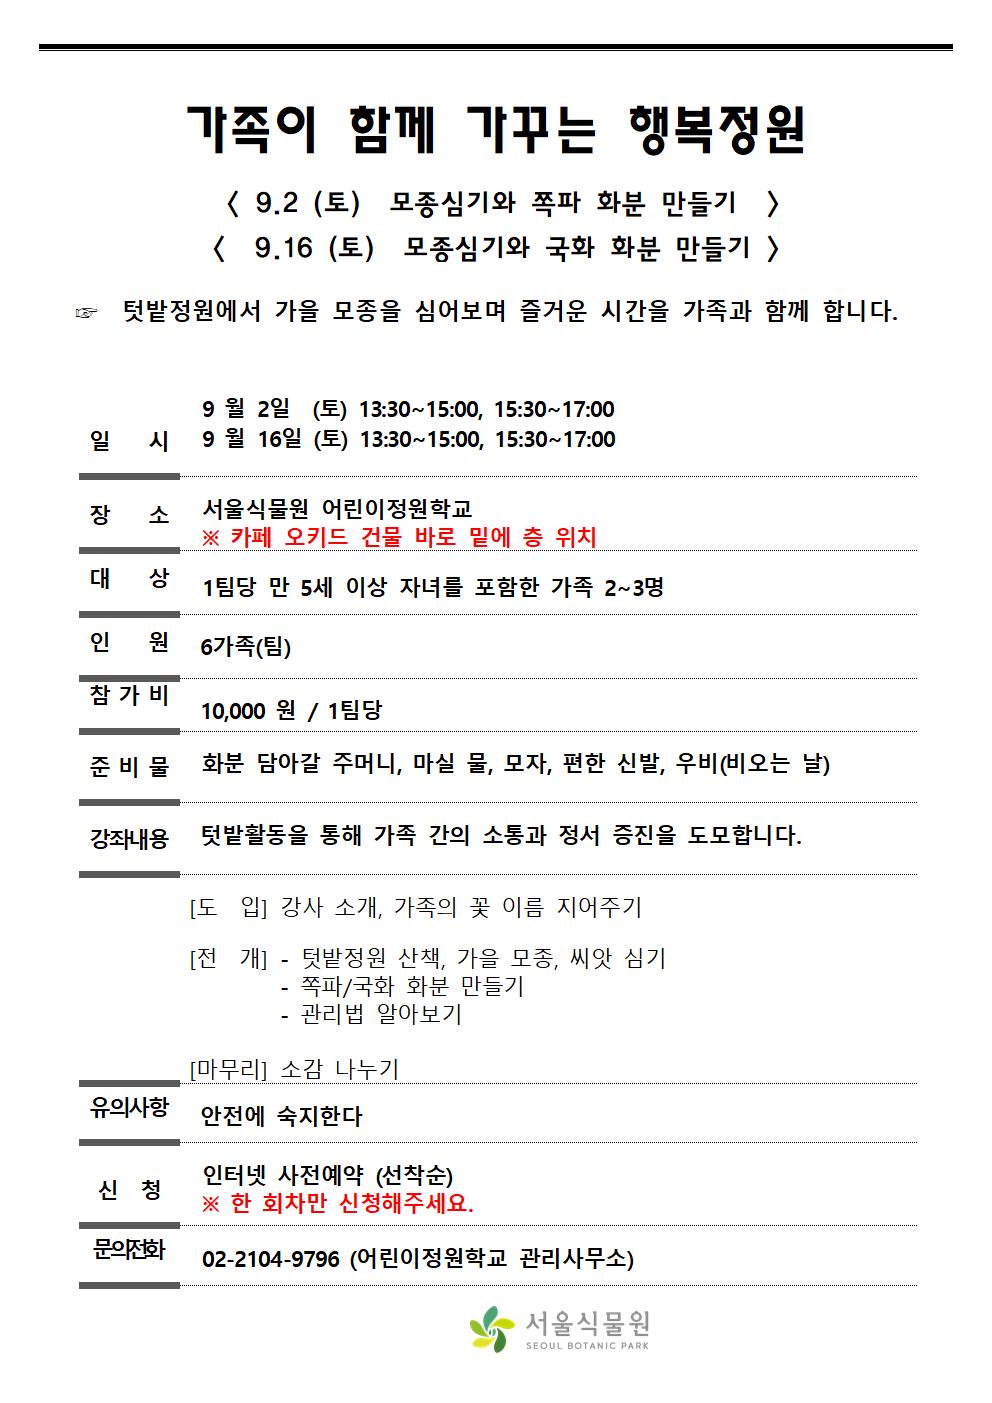 가족이 함께 가꾸는 행복정원
〈 9.2 (토) 모종심기와 쪽파 화분 만들기 〉
〈 9.16 (토) 모종심기와 국화 화분 만들기 〉
☞ 텃밭정원에서 가을 모종을 심어보며 즐거운 시간을 가족과 함께 합니다.
9 월 2일 (토) 13:30~15:00, 15:30~17:00
일 시 9 월 16일 (토) 13:30~15:00, 15:30~17:00
장 소 서울식물원 어린이정원학교
※ 카페 오키드 건물 바로 밑에 층 위치
대 상 1팀당 만 5세 이상 자녀를 포함한 가족 2~3명
인 원 6가족(팀)
참 가 비 10,000 원 / 1팀당
준 비 물 화분 담아갈 주머니, 마실 물, 모자, 편한 신발, 우비(비오는 날)
강좌내용 텃밭활동을 통해 가족 간의 소통과 정서 증진을 도모합니다.
[도 입] 강사 소개, 가족의 꽃 이름 지어주기
[전 개] - 텃밭정원 산책, 가을 모종, 씨앗 심기
- 쪽파/국화 화분 만들기
- 관리법 알아보기
[마무리] 소감 나누기
유의사항 안전에 숙지한다
신 청 인터넷 사전예약 (선착순)
※ 한 회차만 신청해주세요.
문의전화 02-2104-9796 (어린이정원학교 관리사무소)
서울식물원
SEOUL BOTANIC PARK